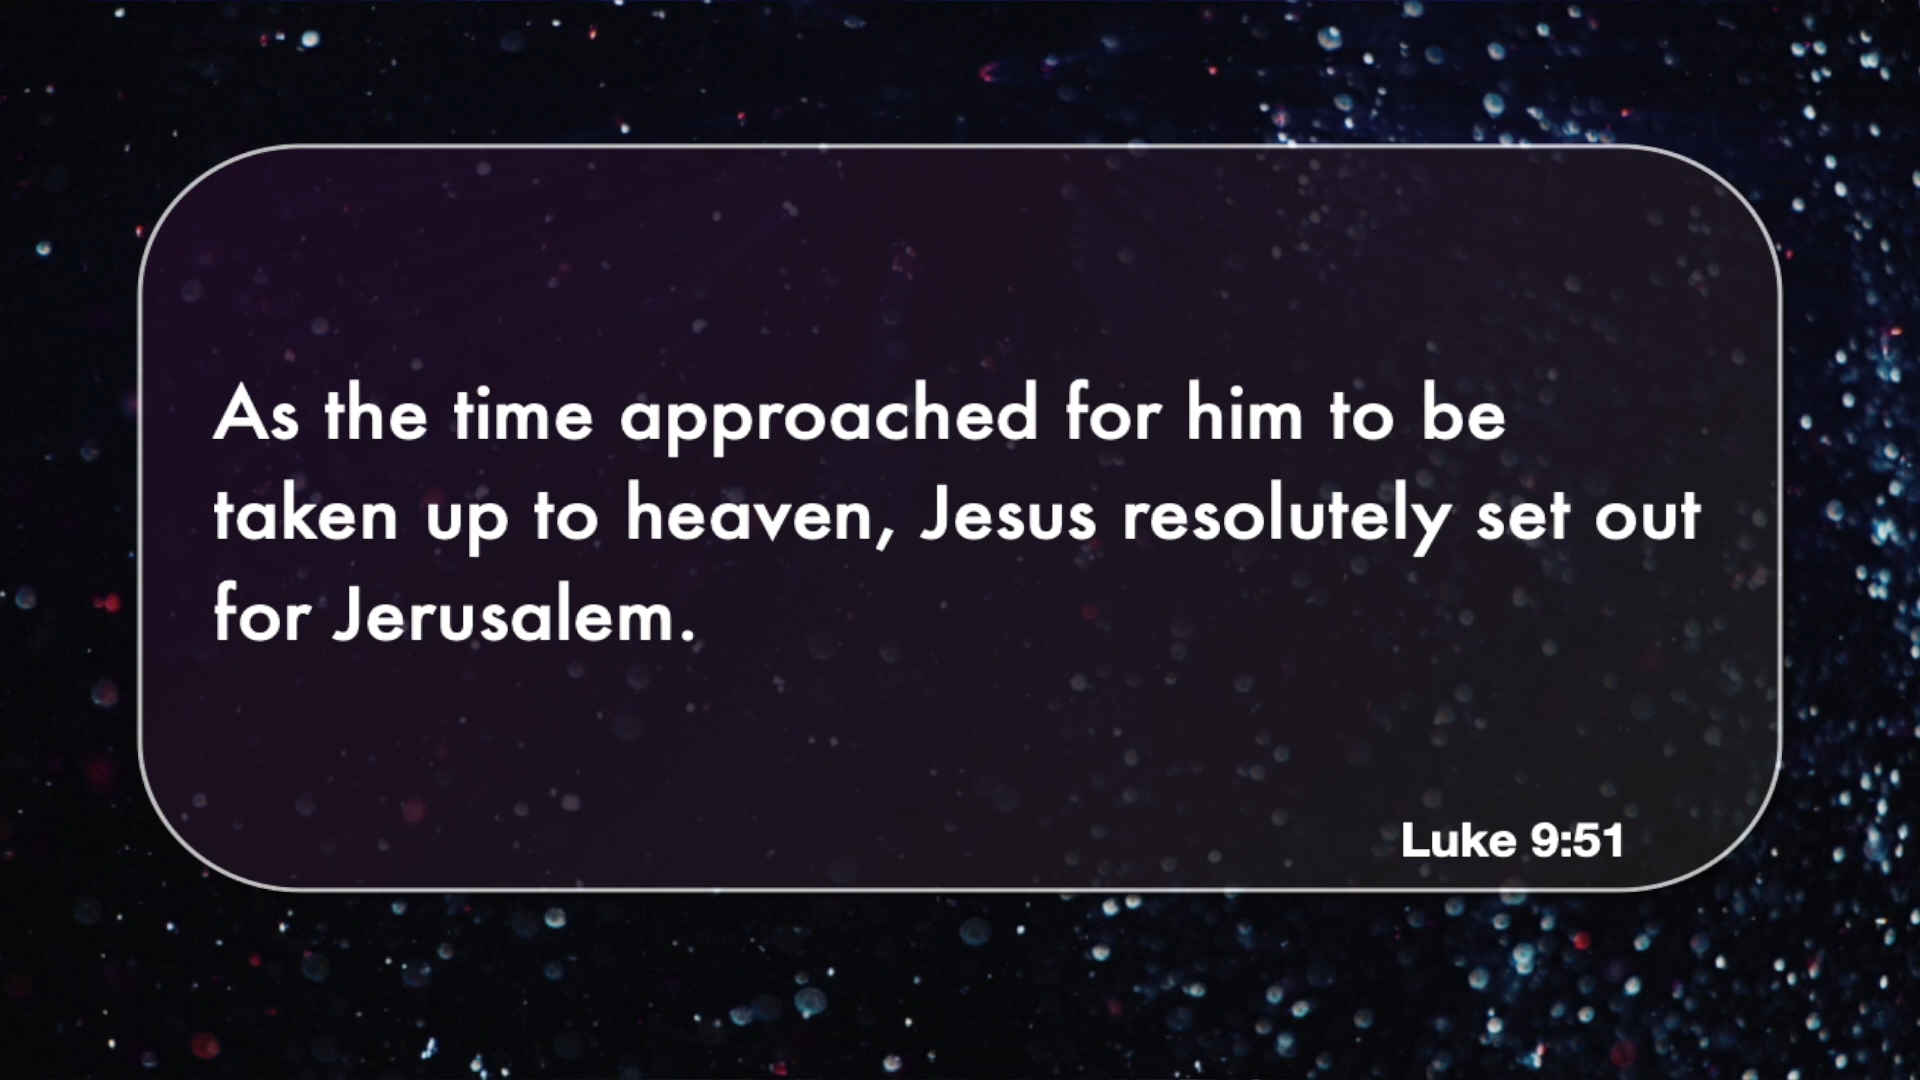 As the time approached for him to be
taken up to heaven, Jesus resolutely set out
for Jerusalem.
Luke 9:51